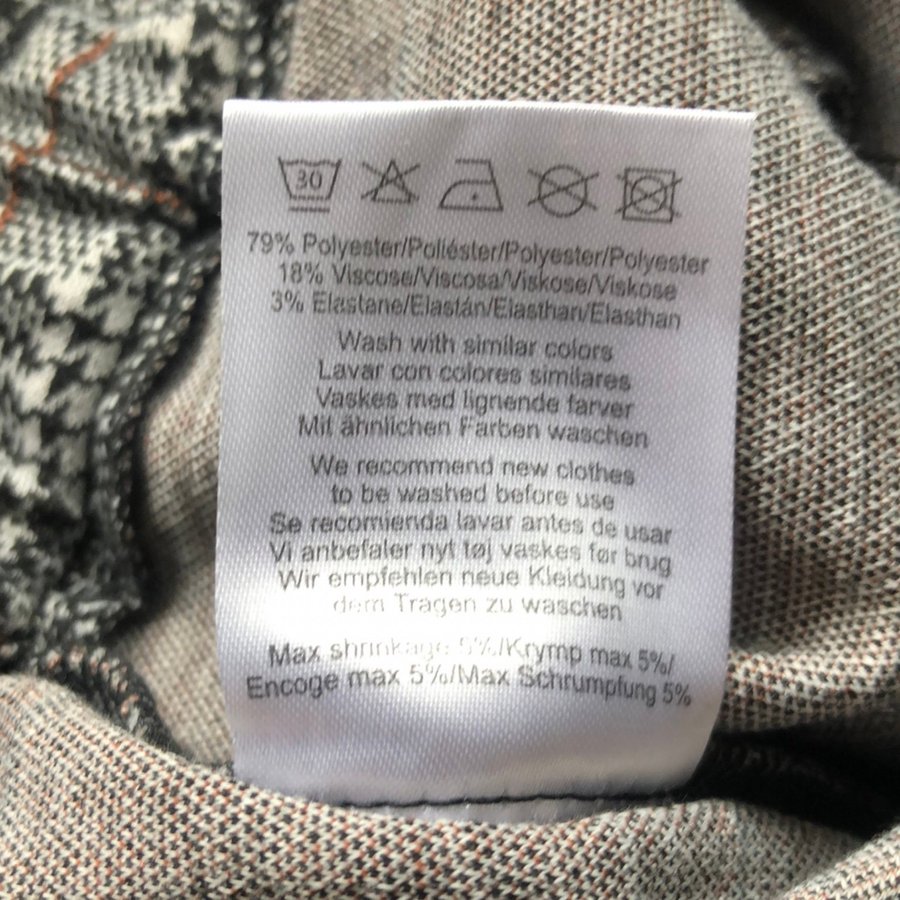 30
79% Polyester/Poliéster/Polyester/Polyester
18% Viscose/Viscosa/Viskose/Viskose
3% Elastane/Elastán/Elasthan/Elasthan
Wash with similar colors
Lavar con colores similares
Vaskes med lignende farver
Mit ähnlichen Farben waschen
We recommend new clothes
to be washed before use
Se recomienda lavar antes de usar
Vi anbefaler nyt tøj vaskes før brug
Wir empfehlen neue Kleidung vor
dem Tragen zu waschen
Max shrinkage 5%/Krymp max 5%/
Encoge max 5%/Max Schrumpfung 5%